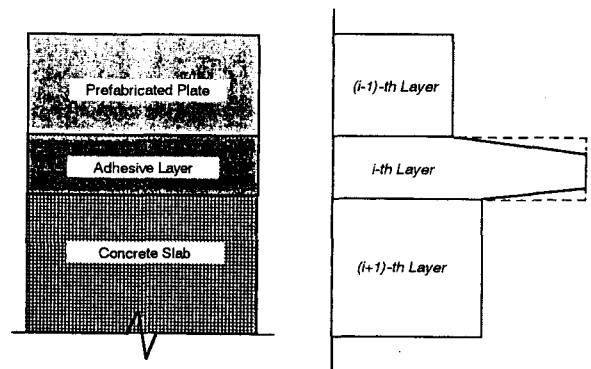 Prefabricated Plate
Adhesive Layer
Concrete Slab
(i-1)-th Layer
i-th Layer
(i+1)-th Layer